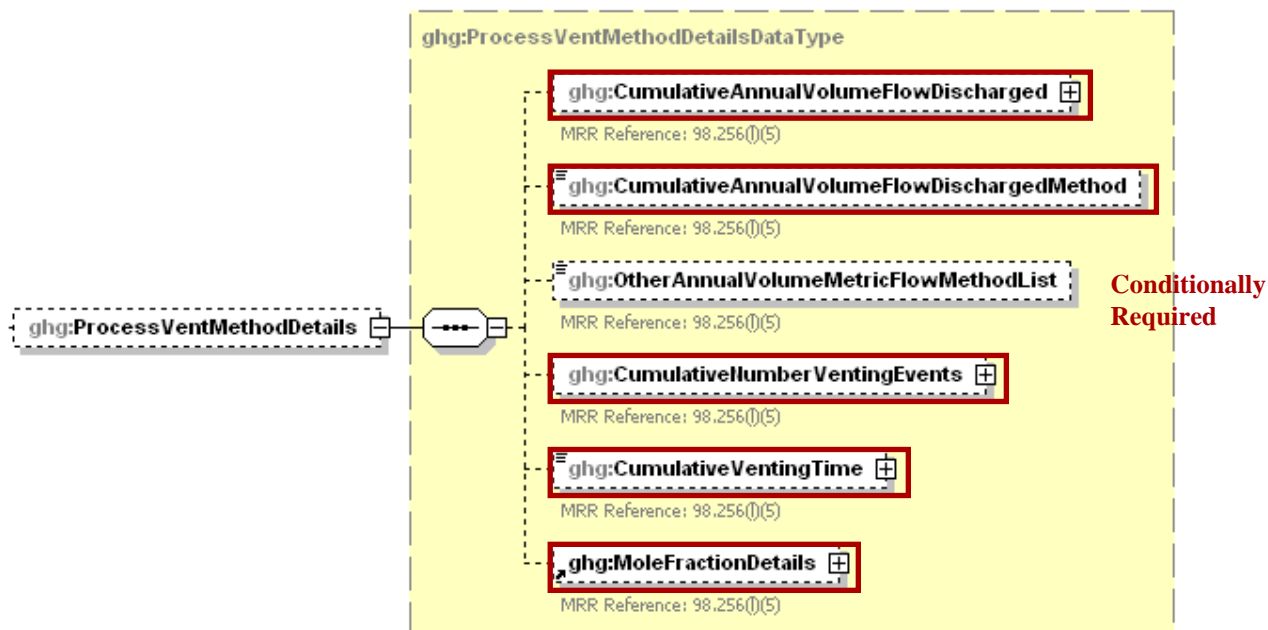 ghg:ProcessVentMethodDetailsDataType
ghg:CumulativeAnnualVolumeFlowDischarged
MRR Reference: 98.256(l)(5)
ghg:CumulativeAnnualVolumeFlowDischargedMethod
MRR Reference: 98.256(l)(5)
ghg:OtherAnnualVolumeMetricFlowMethodList
MRR Reference: 98.256(l)(5)
Conditionally
Required
ghg:ProcessVentMethodDetails
ghg:CumulativeNumberVentingEvents
MRR Reference: 98.256(l)(5)
ghg:CumulativeVentingTime
MRR Reference: 98.256(l)(5)
ghg:MoleFractionDetails
MRR Reference: 98.256(l)(5)